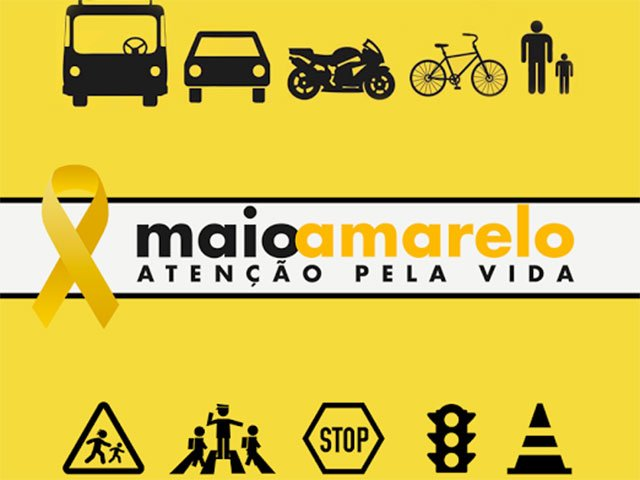 maioamarelo
ATENÇÃO PELA VIDA
STOP